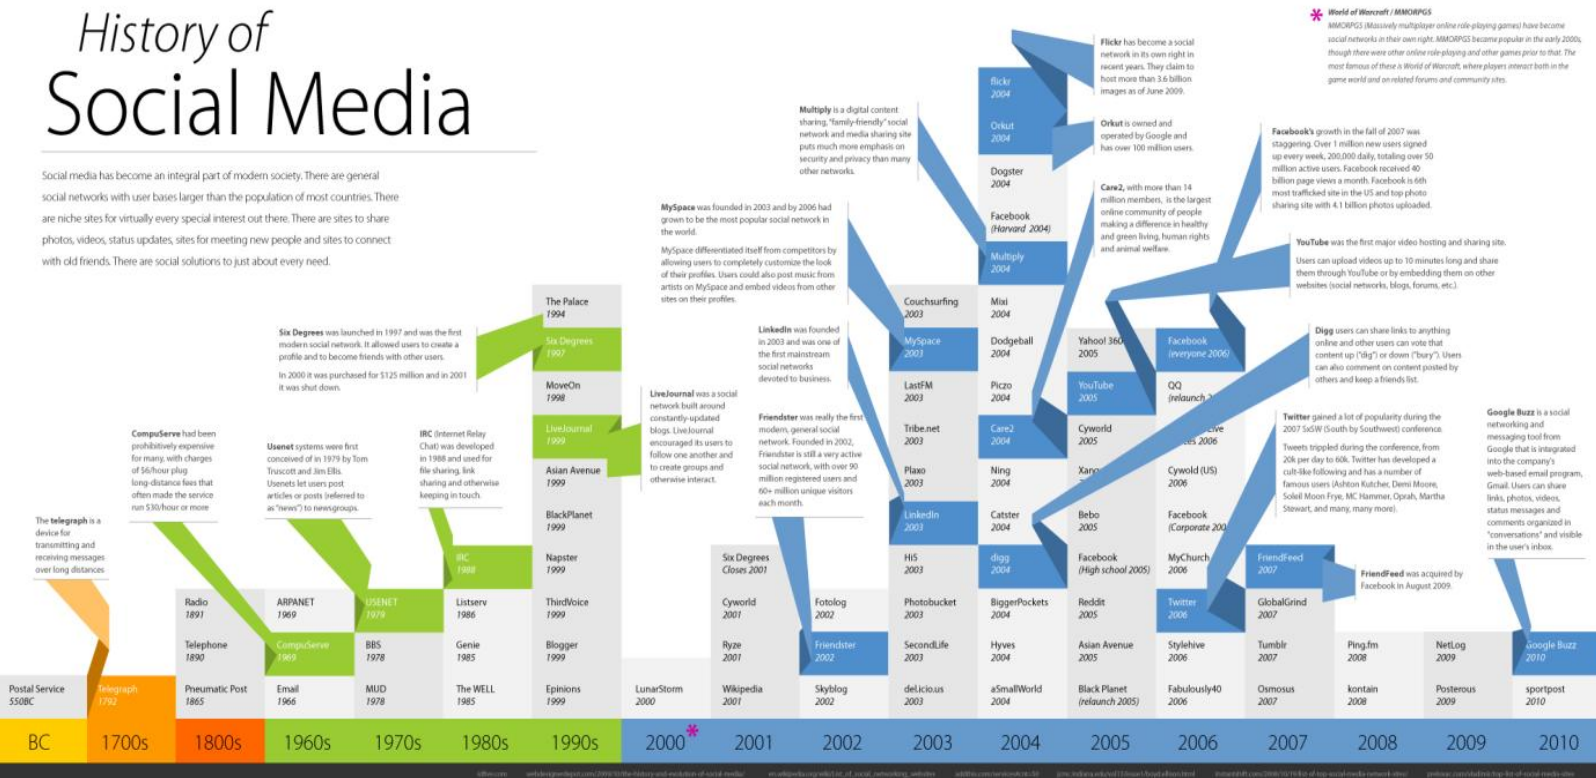 History of
Social Media
Social media has become an integral part of modern society. There are general
social networks with user bases larger than the population of most countries. There
are niche sites for virtually every special interest out there. There are sites to share
photos, videos, status updates, sites for meeting new people and sites to connect
with old friends. There are social solutions to just about every need.
* World of Warcraft / MMORPGS
MMORPGS (Massively multiplayer online role-playing games) have become
social networks in their own right. MMORPGS became popular in the early 2000s,
though there were other online role-playing and other games prior to that. The
most famous of these is World of Warcraft, where players interact both in the
game world and on related forums and community sites.
The telegraph is a
device for
transmitting and
receiving messages
over long distances
CompuServe had been
prohibitively expensive
for many, with charges
of $6/hour plug
long-distance fees that
often made the service
run $30/hour or more
Usenet systems were first
conceived of in 1979 by Tom
Truscott and Jim Ellis.
Usenets let users post
articles or posts (referred to
as "news") to newsgroups.
IRC (Internet Relay
Chat) was developed
in 1988 and used for
file sharing, link
sharing and otherwise
keeping in touch.
Six Degrees was launched in 1997 and was the first
modern social network. It allowed users to create a
profile and to become friends with other users.
In 2000 it was purchased for $125 million and in 2001
it was shut down.
LiveJournal was a social
network built around
constantly-updated
blogs. LiveJournal
encouraged its users to
follow one another and
to create groups and
otherwise interact.
MySpace was founded in 2003 and by 2006 had
grown to be the most popular social network in
the world.
MySpace differentiated itself from competitors by
allowing users to completely customize the look
of their profiles. Users could also post music from
artists on MySpace and embed videos from other
sites on their profiles.
LinkedIn was founded
in 2003 and was one of
the first mainstream
social networks
devoted to business.
Friendster was really the first
modern, general social
network. Founded in 2002,
Friendster is still a very active
social network, with over 90
million registered users and
60+ million unique visitors
each month.
Multiply is a digital content
sharing, "family-friendly" social
network and media sharing site
puts much more emphasis on
security and privacy than many
other networks.
Flickr has become a social
network in its own right in
recent years. They claim to
host more than 3.6 billion
images as of June 2009.
Orkut is owned and
operated by Google and
has over 100 million users.
Care2, with more than 14
million members, is the largest
online community of people
making a difference in healthy
and green living, human rights
and animal welfare.
Facebook's growth in the fall of 2007 was
staggering. Over 1 million new users signed
up every week, 200,000 daily, totaling over 50
million active users. Facebook received 40
billion page views a month. Facebook is 6th
most trafficked site in the US and top photo
sharing site with 4.1 billion photos uploaded.
YouTube was the first major video hosting and sharing site.
Users can upload videos up to 10 minutes long and share
them through YouTube or by embedding them on other
websites (social networks, blogs, forums, etc.)
Digg users can share links to anything
online and other users can vote that
content up ("dig") or down ("bury"). Users
can also comment on content posted by
others and keep a friends list.
Twitter gained a lot of popularity during the
2007 SxSW (South by Southwest) conference.
Tweets trippled during the conference, from
20k per day to 60k. Twitter has developed a
cult-like following and has a number of
famous users (Ashton Kutcher, Demi Moore,
Soleil Moon Frye, MC Hammer, Oprah, Martha
Stewart, and many, many more).
FriendFeed was acquired by
Facebook in August 2009.
Google Buzz is a social
networking and
messaging tool from
Google that is integrated
into the company's
web-based email program,
Gmail. Users can share
links, photos, videos,
status messages and
comments organized in
"conversations" and visible
in the user's inbox.
Postal Service
550BC
Telegraph
1792
Radio
1891
Telephone
1890
Pneumatic Post
1865
ARPANET
1969
CompuServe
1969
Email
1966
USENET
1979
BBS
1978
MUD
1978
IRC
1988
Listserv
1986
Genie
1985
The WELL
1985
The Palace
1994
Six Degrees
1997
MoveOn
1998
LiveJournal
1999
Asian Avenue
1999
BlackPlanet
1999
Napster
1999
ThirdVoice
1999
Blogger
1999
Epinions
1999
LunarStorm
2000
Six Degrees
Closes 2001
Cyworld
2001
Ryze
2001
Wikipedia
2001
Fotolog
2002
Friendster
2002
Skyblog
2002
Couchsurfing
2003
MySpace
2003
LastFM
2003
Tribe.net
2003
Plaxo
2003
LinkedIn
2003
Hi5
2003
Photobucket
2003
SecondLife
2003
del.icio.us
2003
flickr
2004
Orkut
2004
Dogster
2004
Facebook
(Harvard 2004)
Multiply
2004
Mixi
2004
Dodgeball
2004
Piczo
2004
Care2
2004
Ning
2004
Catster
2004
digg
2004
BiggerPockets
2004
Hyves
2004
aSmallWorld
2004
Yahoo! 360
2005
YouTube
2005
Cyworld
2005
Bebo
2005
Facebook
(High school 2005)
Reddit
2005
Asian Avenue
2005
Black Planet
(relaunch 2005)
Facebook
(everyone 2006)
QQ
(relaunch
2006
Cywold (US)
2006
Facebook
(Corporate 200
MyChurch
2006
Twitter
2006
Stylehive
2006
Fabulously40
2006
FriendFeed
2007
GlobalGrind
2007
Tumblr
2007
Osmosus
2007
Ping.fm
2008
kontain
2008
NetLog
2009
Posterous
2009
Google Buzz
2010
sportpost
2010
BC
1700s
1800s
1960s
1970s
1980s
1990s
2000 *
2001
2002
2003
2004
2005
2006
2007
2008
2009
2010